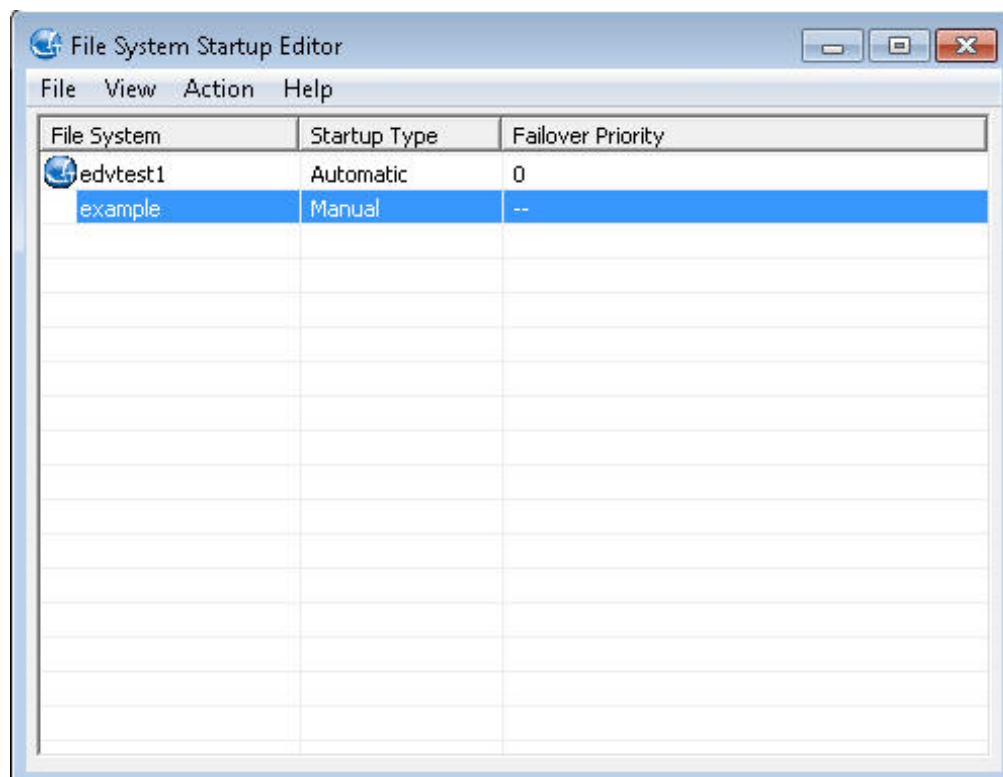 File System Startup Editor
File View Action Help
File System Startup Type Failover Priority
edvtest1 Automatic 0
example Manual --